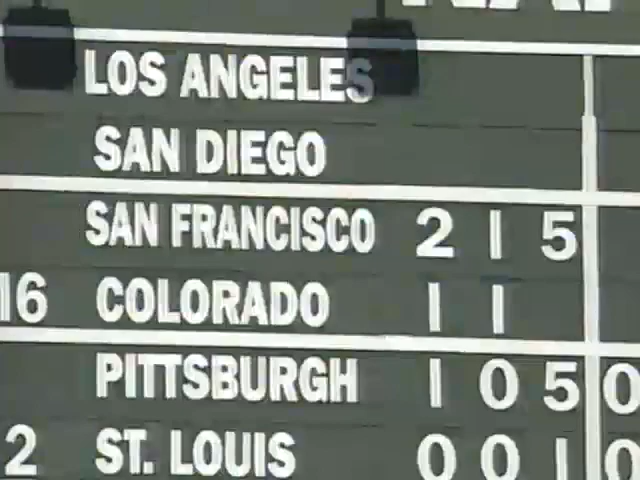 LOS ANGELES
SAN DIEGO
SAN FRANCISCO 2 1 5
16 COLORADO 1 1
PITTSBURGH 1 0 5 0
2 ST. LOUIS 0 0 1 0